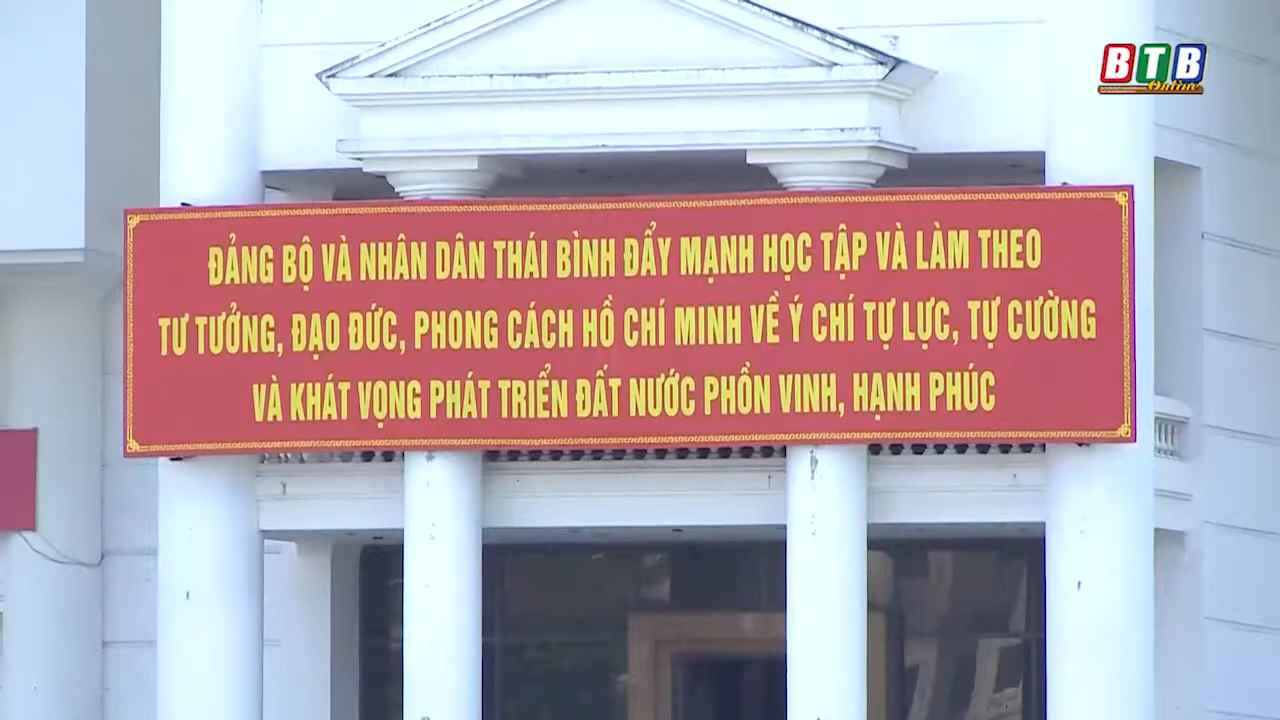 BTB
Online
ĐẢNG BỘ VÀ NHÂN DÂN THÁI BÌNH ĐẨY MẠNH HỌC TẬP VÀ LÀM THEO
TƯ TƯỞNG, ĐẠO ĐỨC, PHONG CÁCH HỒ CHÍ MINH VỀ Ý CHÍ TỰ LỰC, TỰ CƯỜNG
VÀ KHÁT VỌNG PHÁT TRIỂN ĐẤT NƯỚC PHỒN VINH, HẠNH PHÚC